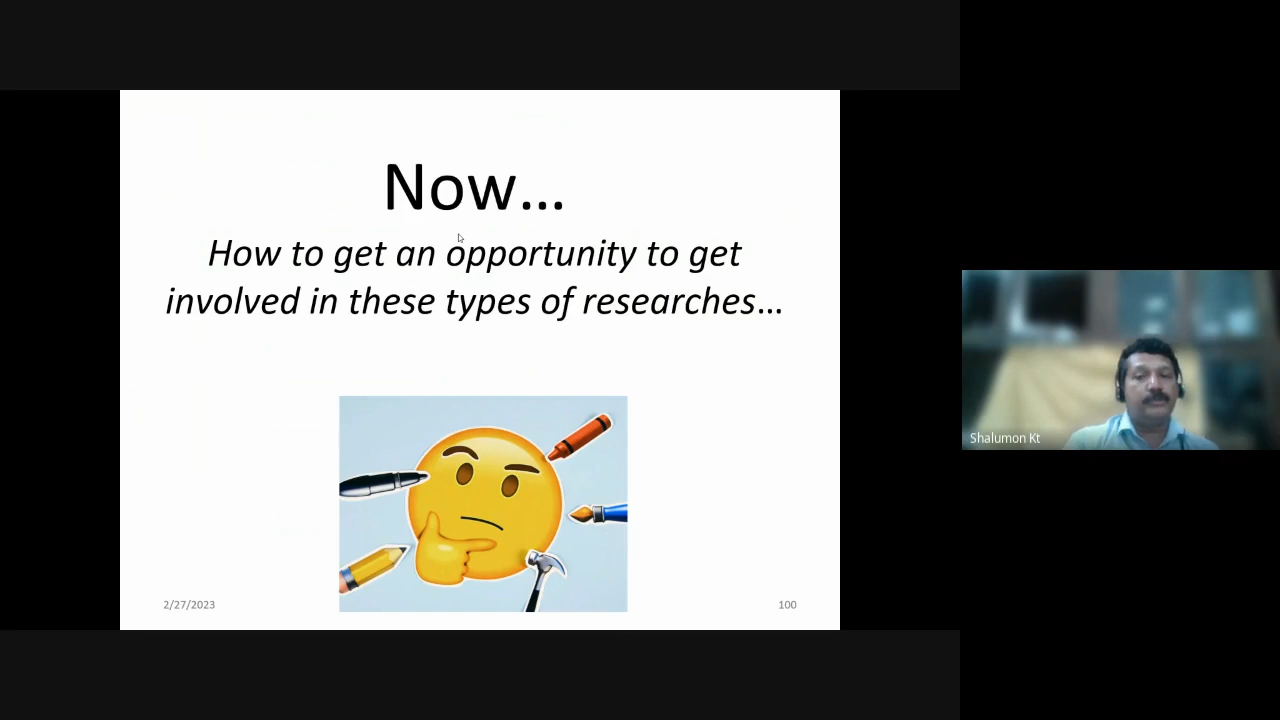 Now…
How to get an opportunity to get
involved in these types of researches…
2/27/2023
100
Shalumon Kt